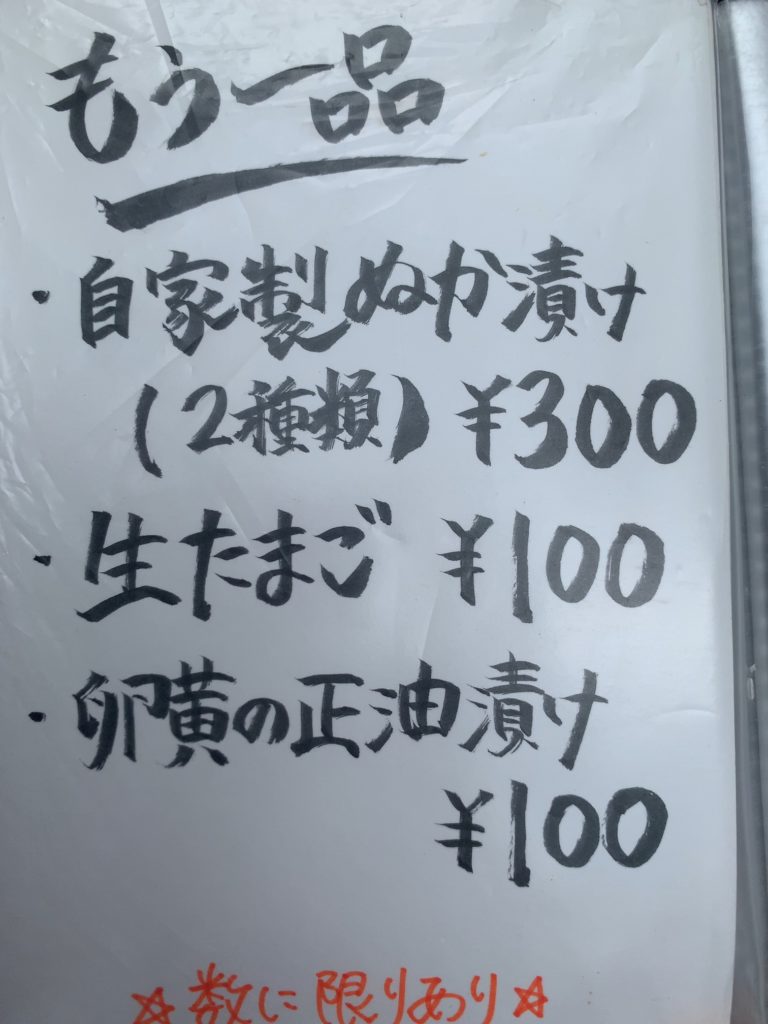 もう一品
・自家製ぬか漬け
(2種類) ¥300
・生たまご ¥100
・卵黄の正油漬け
¥100
☆数に限りあり☆